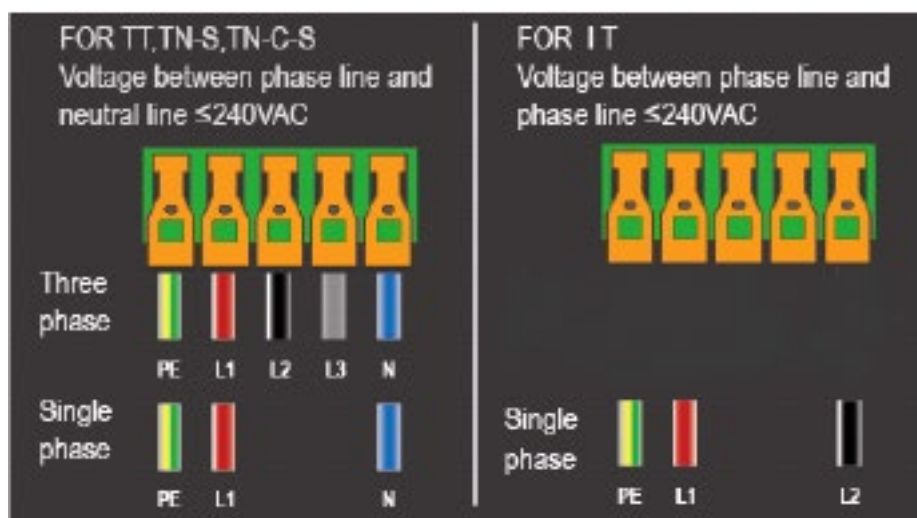 FOR TT,TN-S,TN-C-S
Voltage between phase line and
neutral line ≤240VAC
Three
phase
PE L1 L2 L3 N
Single
phase
PE L1 N
FOR IT
Voltage between phase line and
phase line ≤240VAC
Single
phase
PE L1 L2